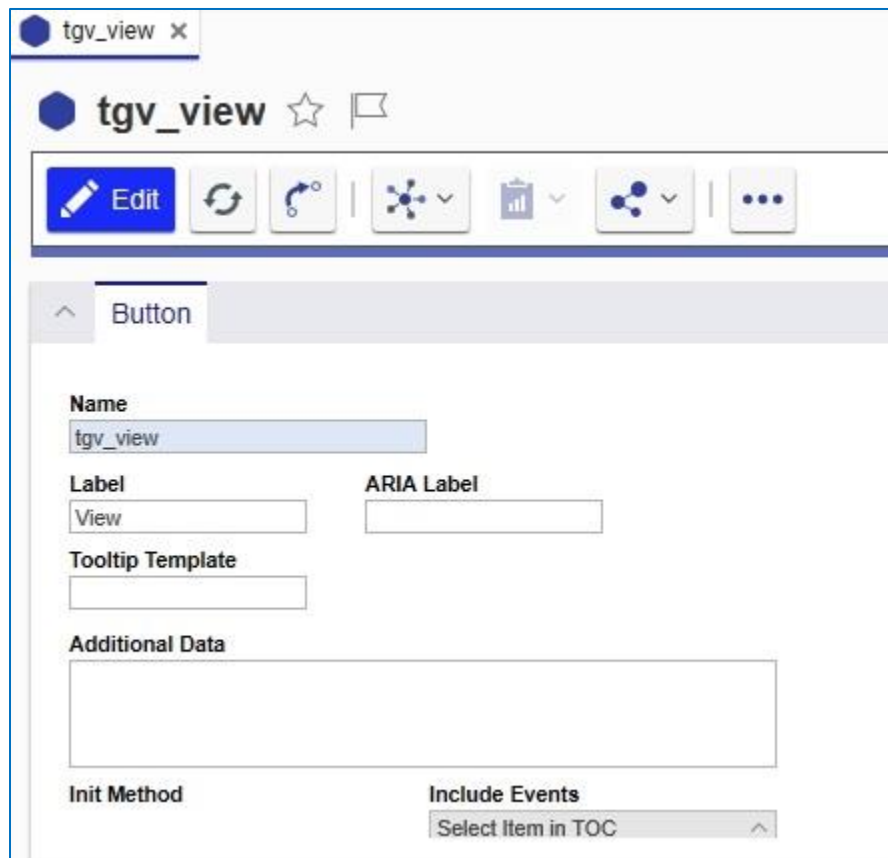 tgv_view
tgv_view
Edit
Button
Name
tgv_view
Label ARIA Label
View
Tooltip Template
Additional Data
Init Method Include Events
Select Item in TOC